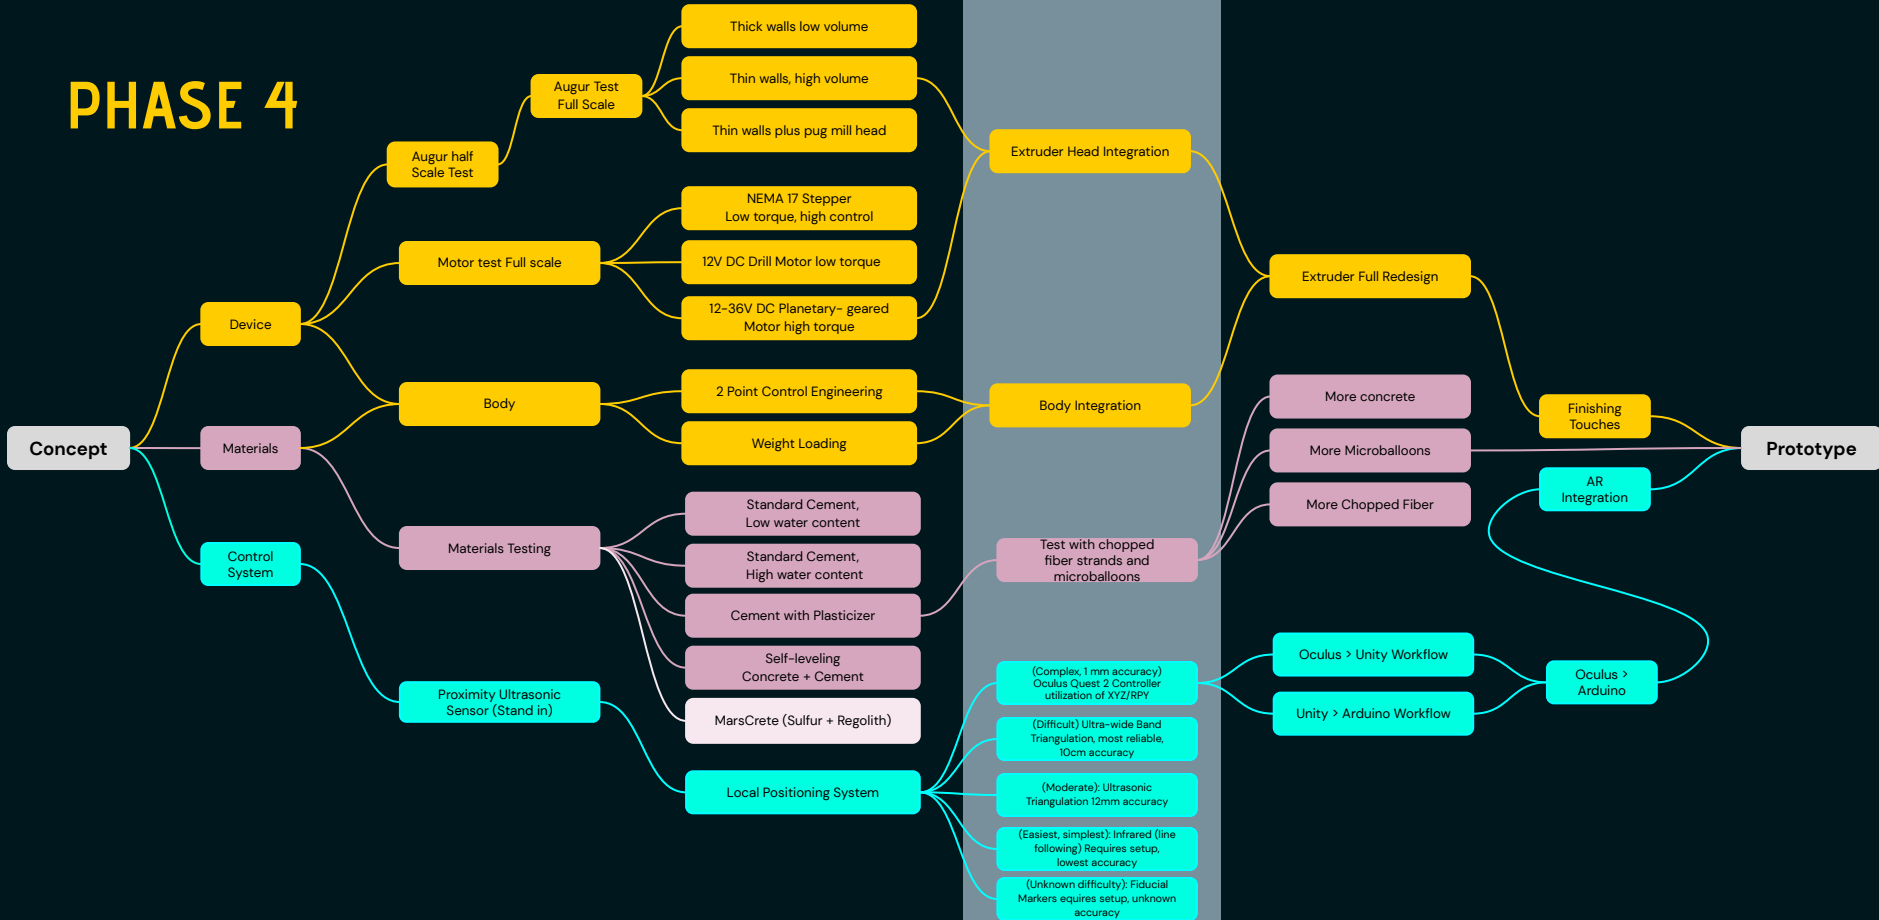 PHASE 4
Concept
Device
Materials
Control
System
Augur half
Scale Test
Augur Test
Full Scale
Motor test Full scale
Body
Materials Testing
Proximity Ultrasonic
Sensor (Stand in)
Thick walls low volume
Thin walls, high volume
Thin walls plus pug mill head
NEMA 17 Stepper
Low torque, high control
12V DC Drill Motor low torque
12-36V DC Planetary- geared
Motor high torque
2 Point Control Engineering
Weight Loading
Standard Cement,
Low water content
Standard Cement,
High water content
Cement with Plasticizer
Self-leveling
Concrete + Cement
MarsCrete (Sulfur + Regolith)
Local Positioning System
Extruder Head Integration
Body Integration
Test with chopped
fiber strands and
microballoons
(Complex, 1 mm accuracy)
Oculus Quest 2 Controller
utilization of XYZ/RPY
(Difficult) Ultra-wide Band
Triangulation, most reliable,
10cm accuracy
(Moderate): Ultrasonic
Triangulation 12mm accuracy
(Easiest, simplest): Infrared (line
following) Requires setup,
lowest accuracy
(Unknown difficulty): Fiducial
Markers equires setup, unknown
accuracy
Extruder Full Redesign
More concrete
More Microballoons
More Chopped Fiber
Oculus > Unity Workflow
Unity > Arduino Workflow
Finishing
Touches
AR
Integration
Oculus >
Arduino
Prototype